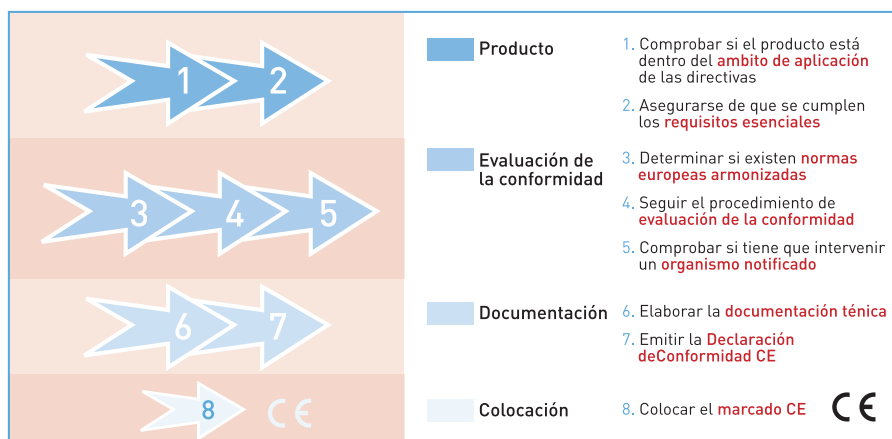 1
2
Producto
1. Comprobar si el producto está
dentro del ambito de aplicación
de las directivas
2. Asegurarse de que se cumplen
los requisitos esenciales
3
4
5
Evaluación de
la conformidad
3. Determinar si existen normas
europeas armonizadas
4. Seguir el procedimiento de
evaluación de la conformidad
5. Comprobar si tiene que intervenir
un organismo notificado
6
7
Documentación
6. Elaborar la documentación ténica
7. Emitir la Declaración
deConformidad CE
8
CE
Colocación
8. Colocar el marcado CE
CE